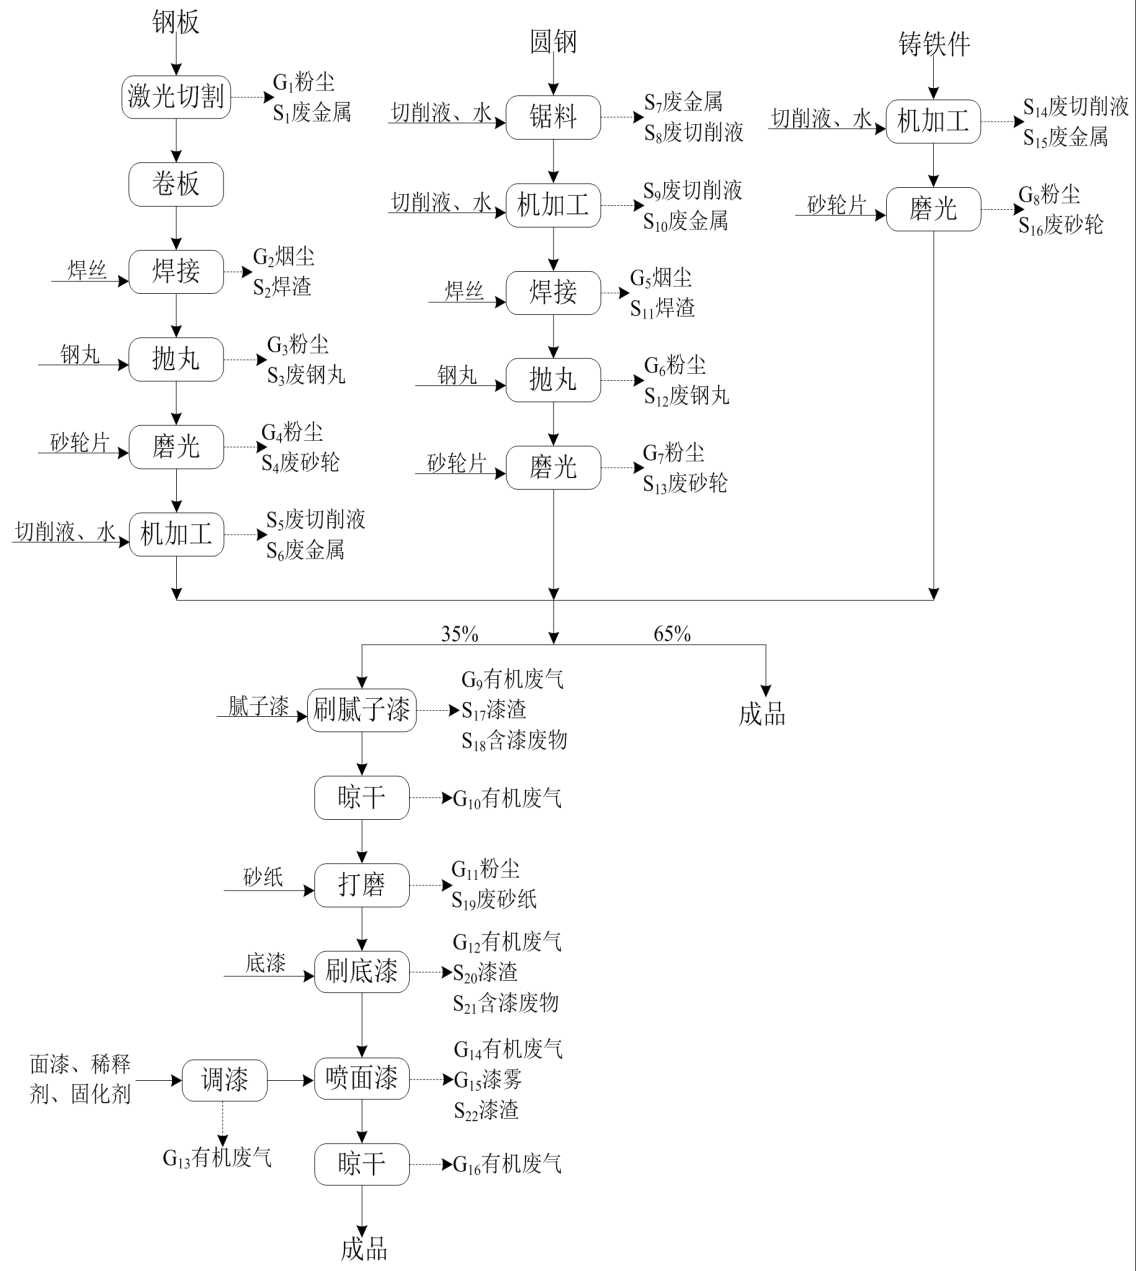 钢板
激光切割
G₁粉尘
S₁废金属
卷板
焊丝
焊接
G₂烟尘
S₂焊渣
钢丸
抛丸
G₃粉尘
S₃废钢丸
砂轮片
磨光
G₄粉尘
S₄废砂轮
切削液、水
机加工
S₅废切削液
S₆废金属
圆钢
切削液、水
锯料
S₇废金属
S₈废切削液
切削液、水
机加工
S₉废切削液
S₁₀废金属
焊丝
焊接
G₅烟尘
S₁₁焊渣
钢丸
抛丸
G₆粉尘
S₁₂废钢丸
砂轮片
磨光
G₇粉尘
S₁₃废砂轮
铸铁件
切削液、水
机加工
S₁₄废切削液
S₁₅废金属
砂轮片
磨光
G₈粉尘
S₁₆废砂轮
35%
65%
成品
腻子漆
刷腻子漆
G₉有机废气
S₁₇漆渣
S₁₈含漆废物
晾干
G₁₀有机废气
砂纸
打磨
G₁₁粉尘
S₁₉废砂纸
底漆
刷底漆
G₁₂有机废气
S₂₀漆渣
S₂₁含漆废物
面漆、稀释
剂、固化剂
调漆
G₁₃有机废气
喷面漆
G₁₄有机废气
G₁₅漆雾
S₂₂漆渣
晾干
G₁₆有机废气
成品